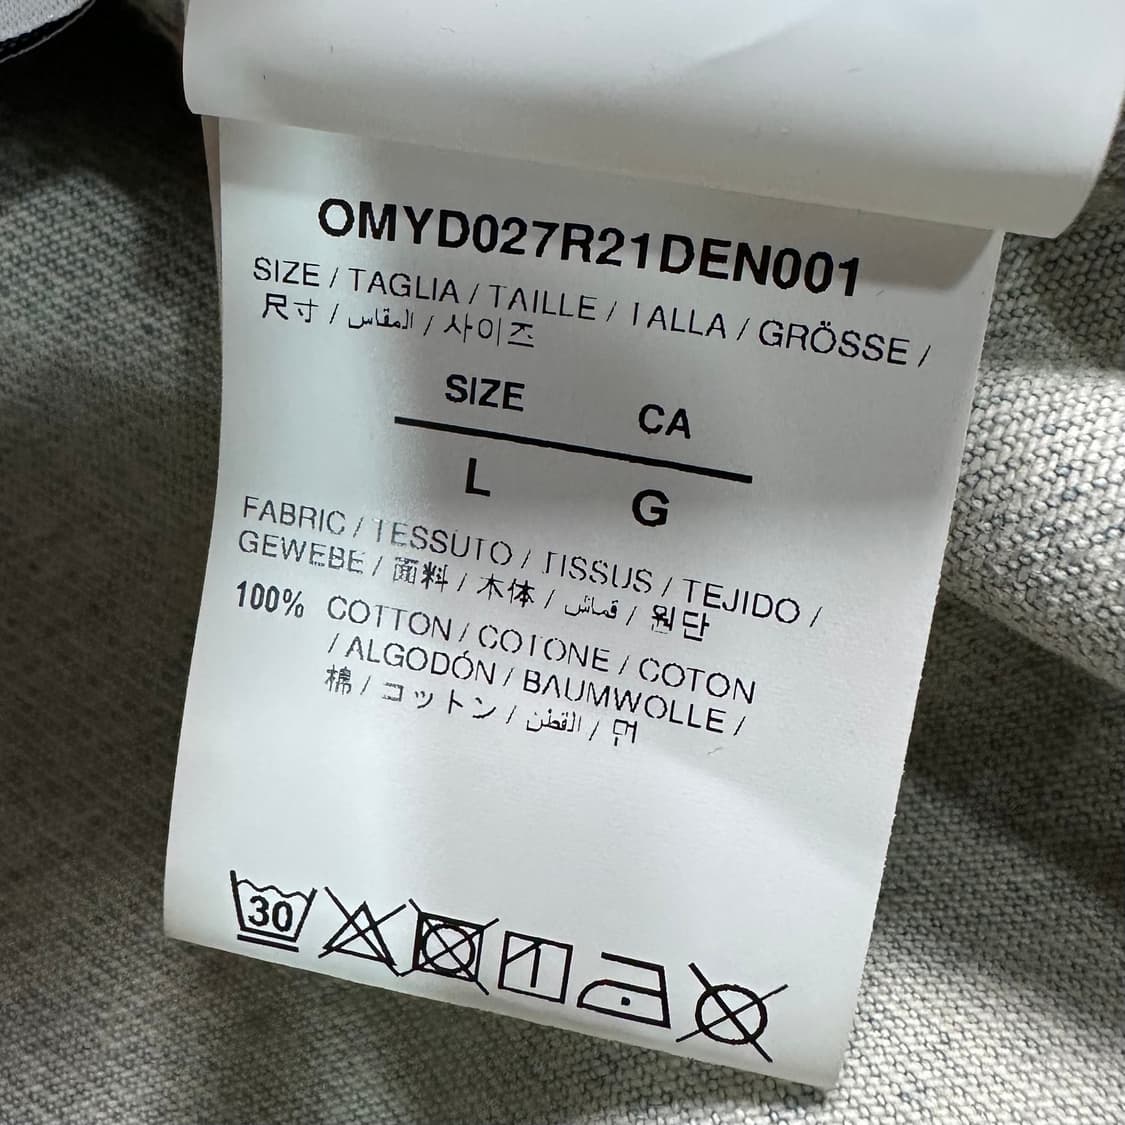 OMYD027R21DEN001
SIZE / TAGLIA / TAILLE / TALLA / GRÖSSE /
尺寸 / المقاس / 사이즈
SIZE CA
L G
FABRIC / TESSUTO / TISSUS / TEJIDO /
GEWEBE / 面料 / 木体 / قماش / 원단
100% COTTON / COTONE / COTON
/ ALGODÓN / BAUMWOLLE /
棉 / コットン / القطن / 면
30